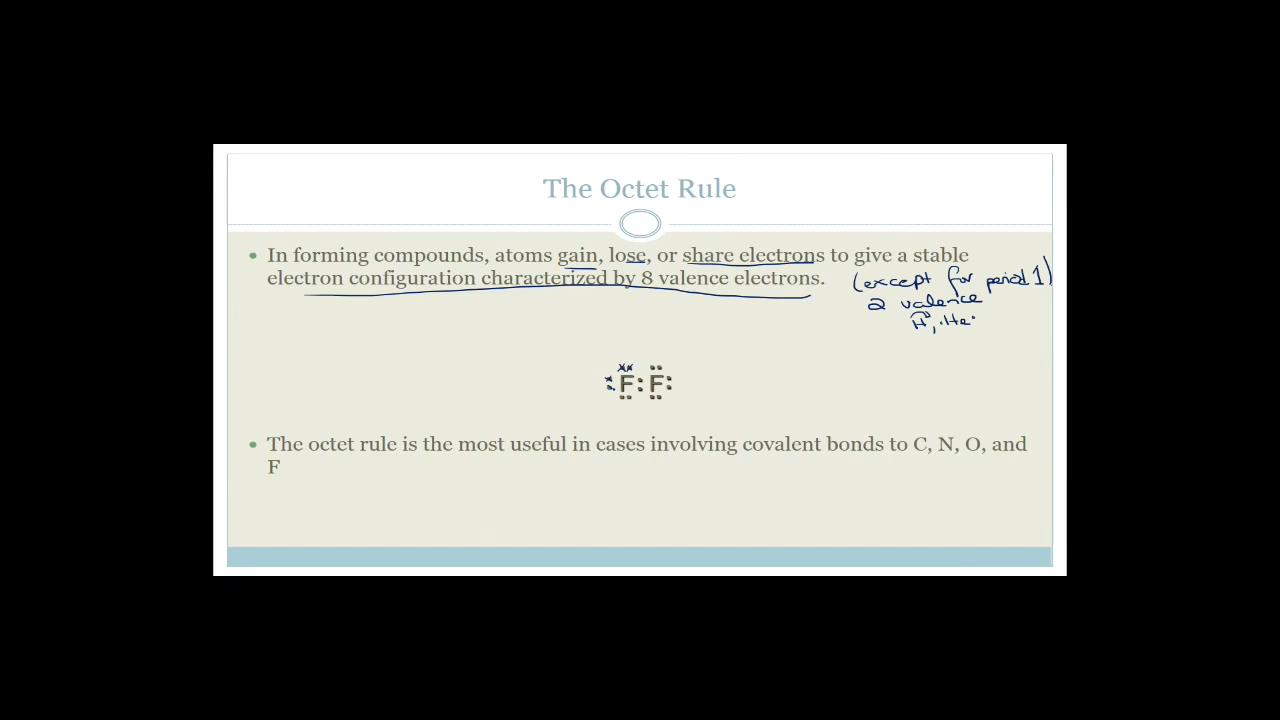 The Octet Rule
• In forming compounds, atoms gain, lose, or share electrons to give a stable
electron configuration characterized by 8 valence electrons.
(except for period 1)
2 valence
H, He
F F
• The octet rule is the most useful in cases involving covalent bonds to C, N, O, and
F